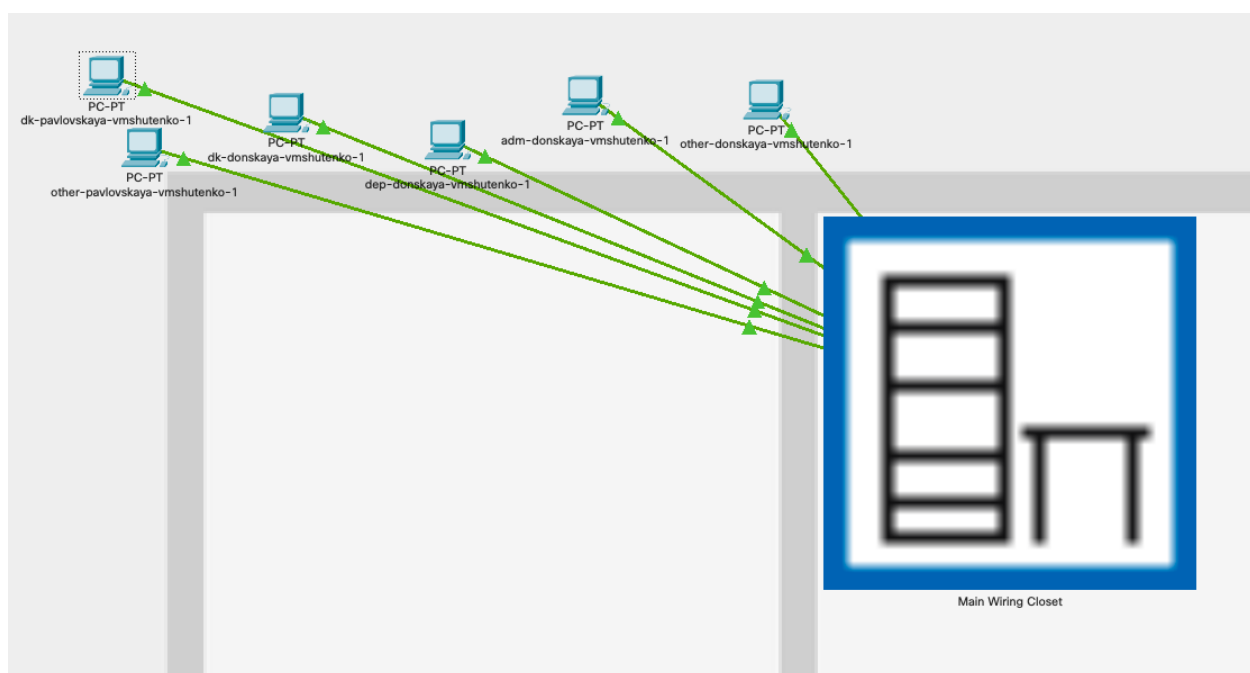 PC-PT
dk-pavlovskaya-vmshutenko-1
PC-PT
other-pavlovskaya-vmshutenko-1
PC-PT
dk-donskaya-vmshutenko-1
PC-PT
dep-donskaya-vmshutenko-1
PC-PT
adm-donskaya-vmshutenko-1
PC-PT
other-donskaya-vmshutenko-1
Main Wiring Closet